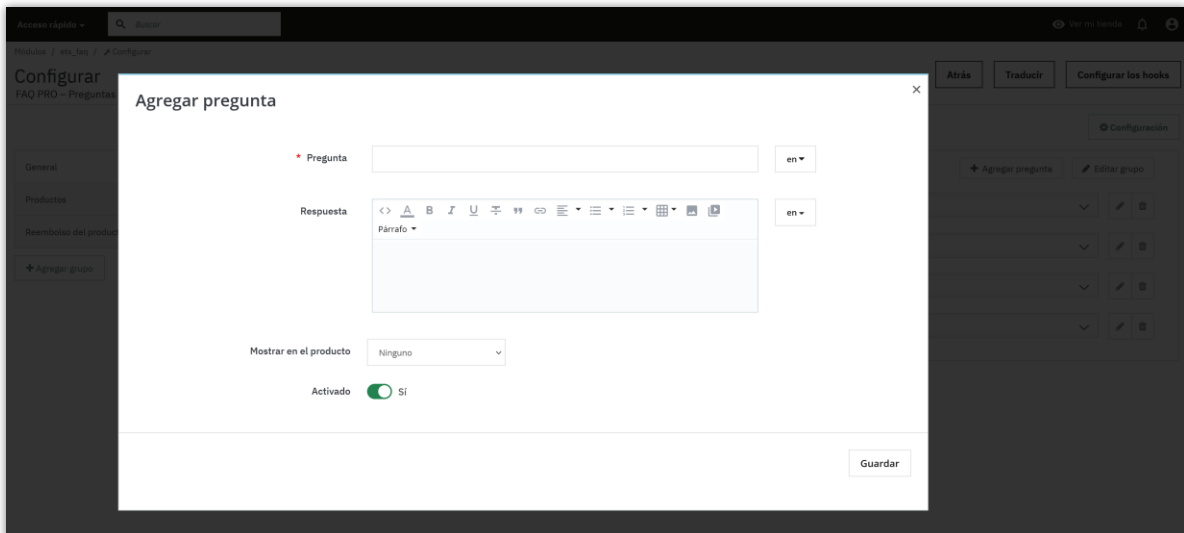 Acceso rápido
Buscar
Ver mi tienda
Módulos / ets_faq / Configurar
Configurar
FAQ PRO – Preguntas
Atrás
Traducir
Configurar los hooks
Configuración
General
Productos
Reembolas del produc
+ Agregar grupo
+ Agregar pregunta
Editar grupo
Agregar pregunta
×
* Pregunta
en
Respuesta
en
Párrafo
Mostrar en el producto
Ninguno
Activado
Sí
Guardar